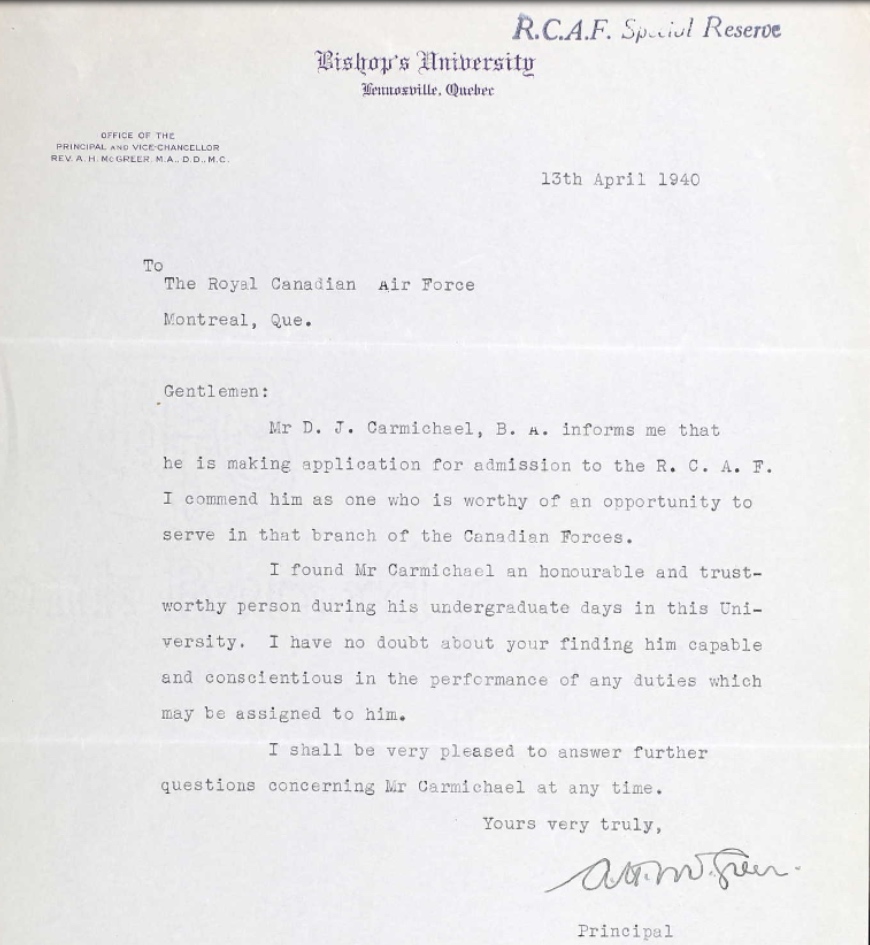 R.C.A.F. Special Reserve
Bishop's University
Lennoxville, Quebec
OFFICE OF THE
PRINCIPAL AND VICE-CHANCELLOR
REV. A. H. McGREER, M.A., D.D., M.C.
13th April 1940
To
The Royal Canadian Air Force
Montreal, Que.
Gentlemen:
Mr D. J. Carmichael, B. A. informs me that
he is making application for admission to the R. C. A. F.
I commend him as one who is worthy of an opportunity to
serve in that branch of the Canadian Forces.
I found Mr Carmichael an honourable and trust-
worthy person during his undergraduate days in this Uni-
versity. I have no doubt about your finding him capable
and conscientious in the performance of any duties which
may be assigned to him.
I shall be very pleased to answer further
questions concerning Mr Carmichael at any time.
Yours very truly,
A.H. McGreer.
Principal